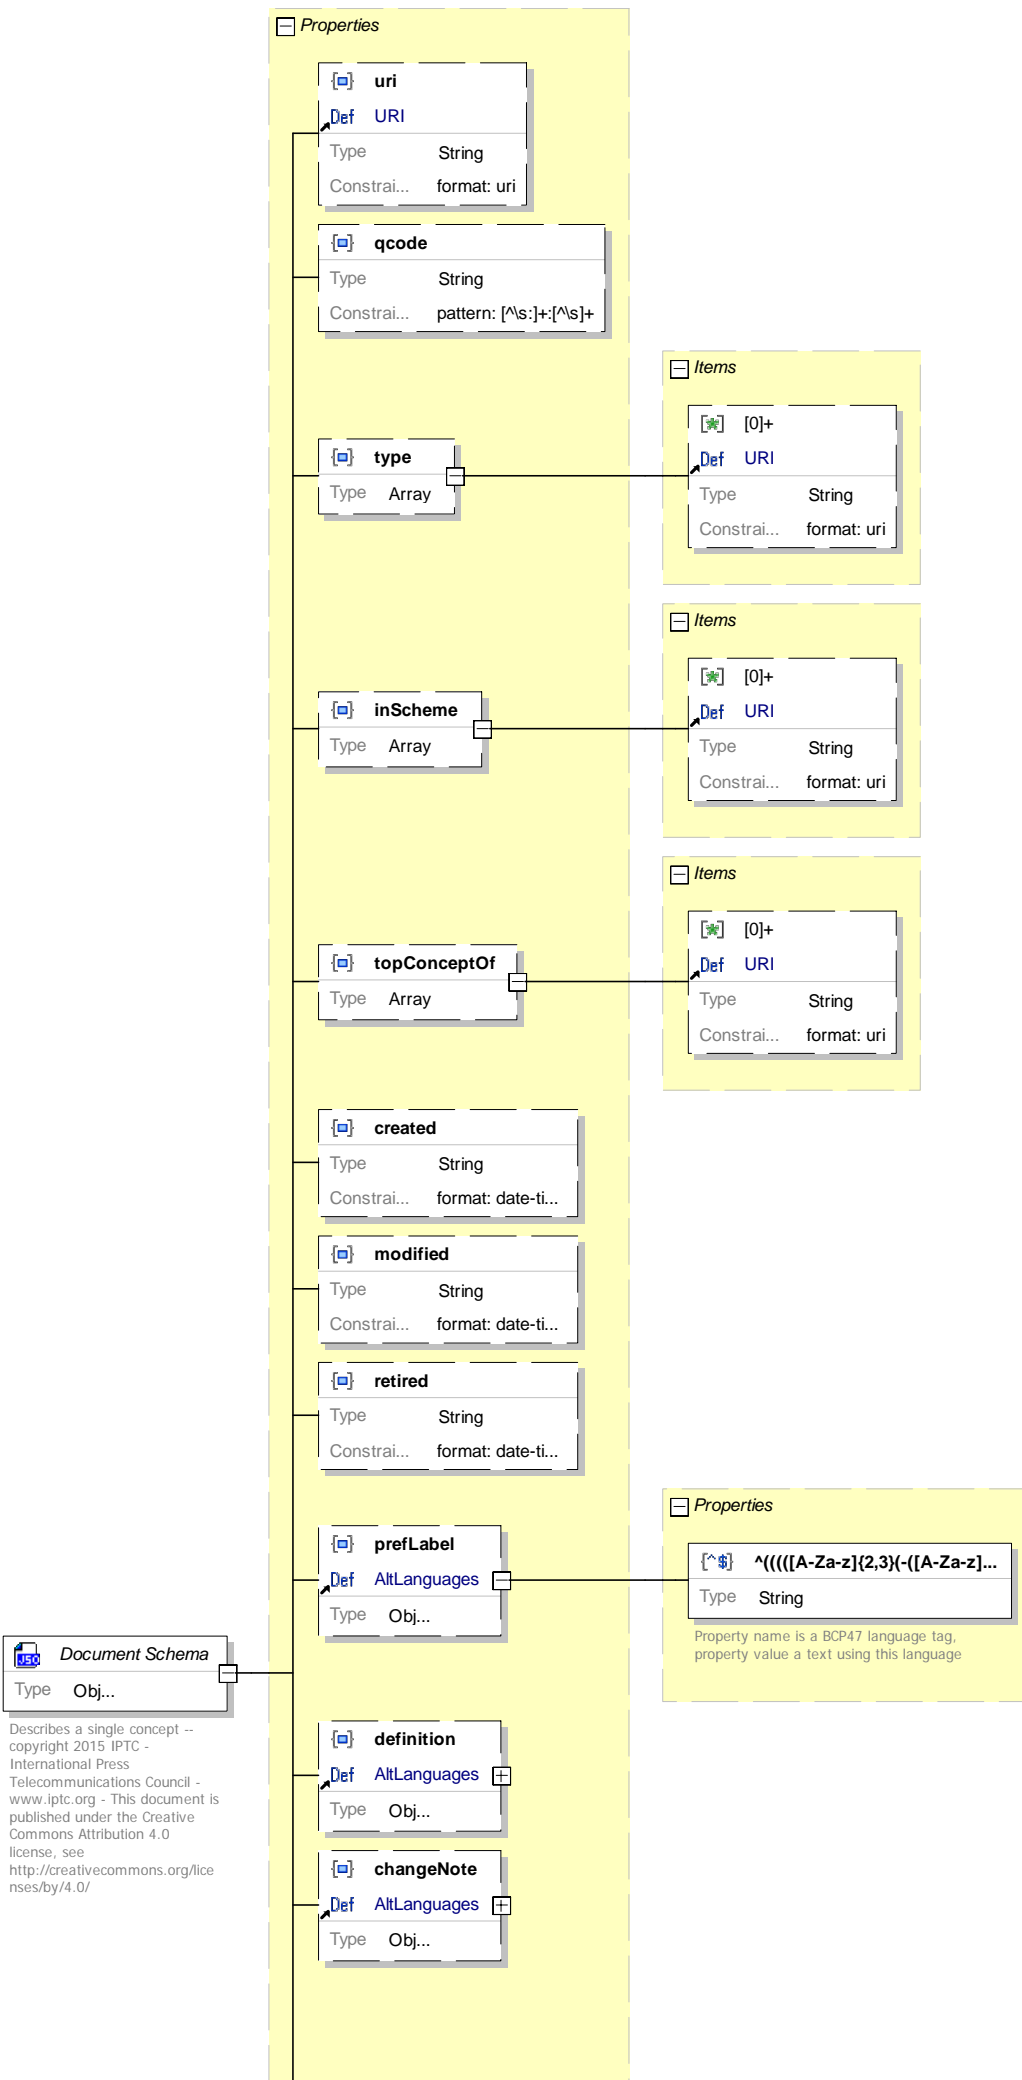 Properties
uri
Def URI
Type String
Constrai... format: uri
qcode
Type String
Constrai... pattern: [^\s:]+:[^\s]+
Items
[0]+
type
Def URI
Type Array
Type String
Constrai... format: uri
Items
[0]+
inScheme
Def URI
Type Array
Type String
Constrai... format: uri
Items
[0]+
topConceptOf
Def URI
Type Array
Type String
Constrai... format: uri
created
Type String
Constrai... format: date-ti...
modified
Type String
Constrai... format: date-ti...
retired
Type String
Constrai... format: date-ti...
Properties
prefLabel
^((((([A-Za-z]{2,3}(-([A-Za-z]...
Def AltLanguages
Type String
Type Obj...
Property name is a BCP47 language tag,
property value a text using this language
JSO Document Schema
Type Obj...
Describes a single concept --
copyright 2015 IPTC -
International Press
Telecommunications Council -
www.iptc.org - This document is
published under the Creative
Commons Attribution 4.0
license, see
http://creativecommons.org/lice
nses/by/4.0/
definition
Def AltLanguages
Type Obj...
changeNote
Def AltLanguages
Type Obj...